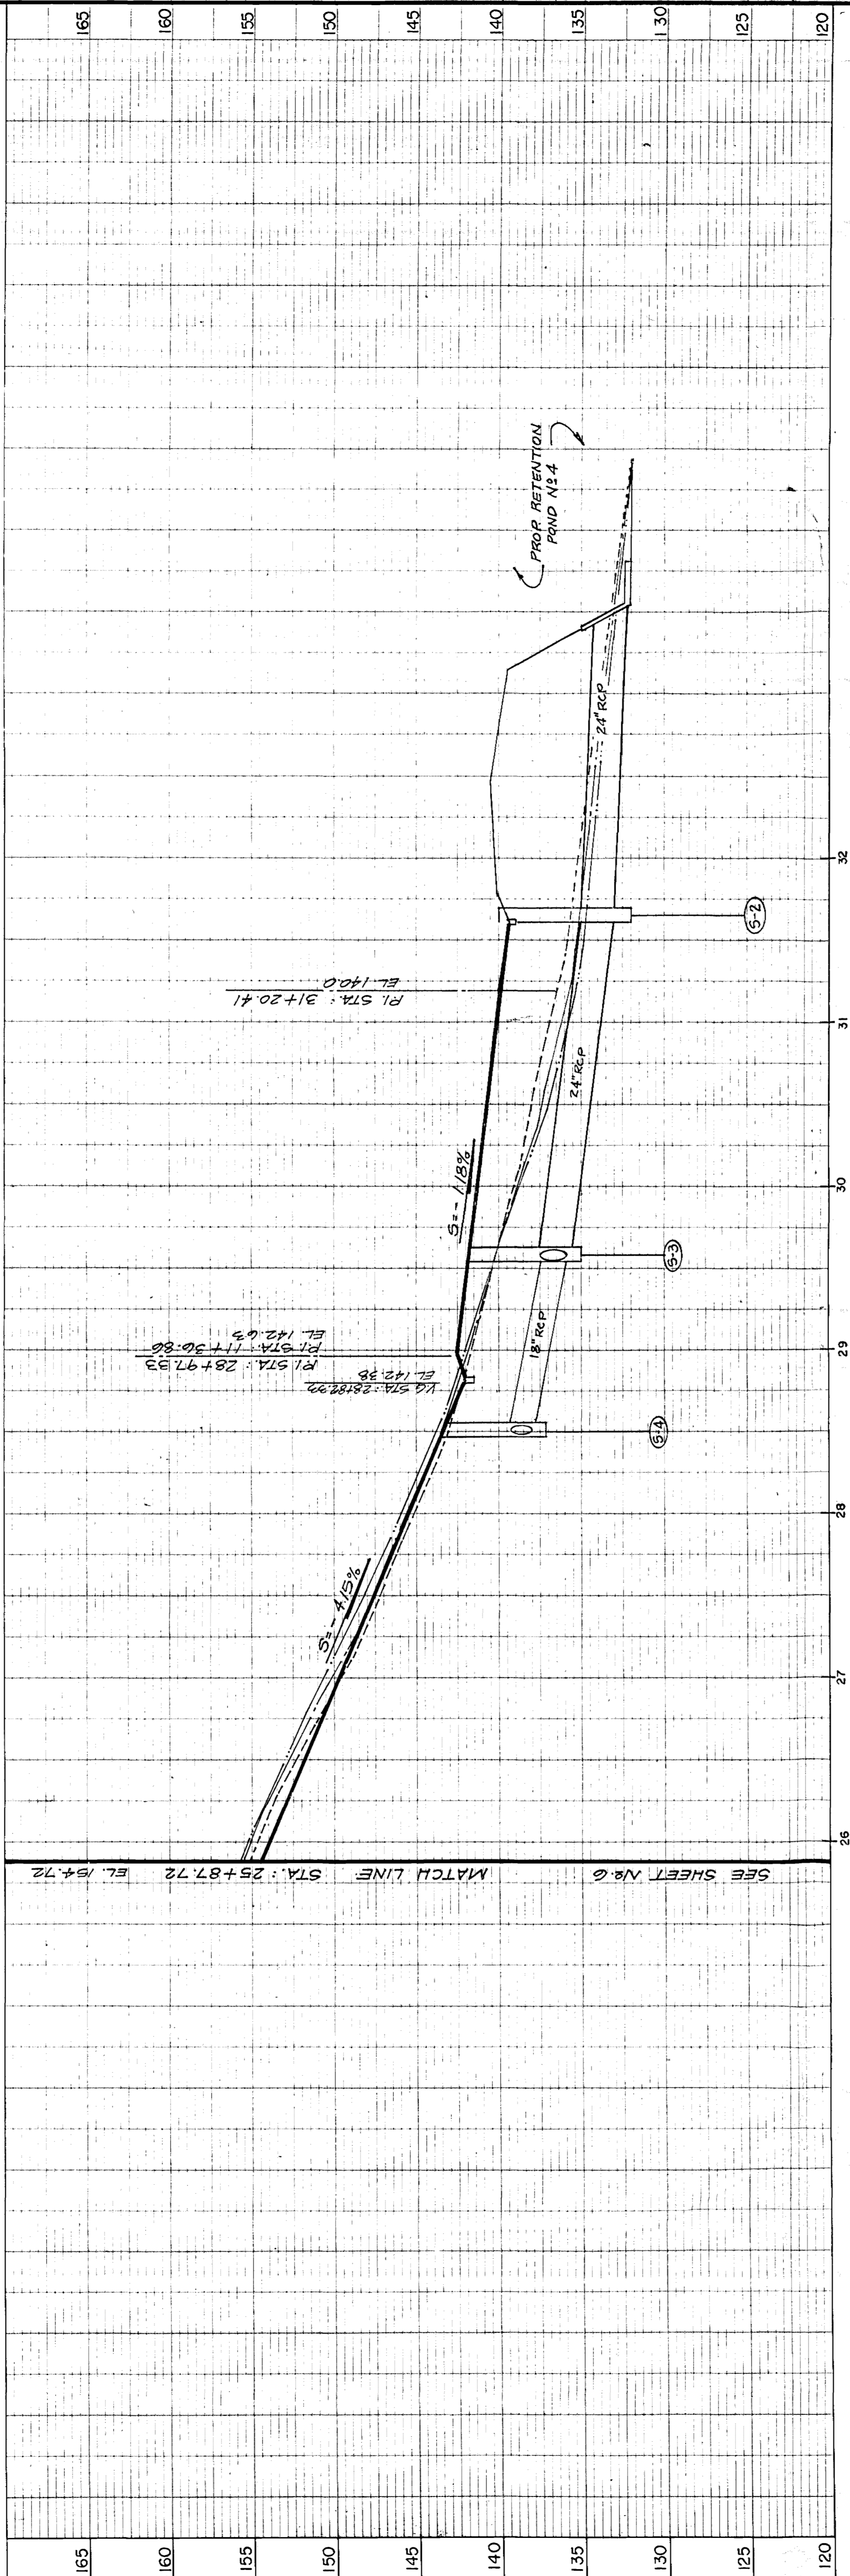 165
160
155
150
145
140
135
130
125
120
SEE SHEET Nº.6
MATCH LINE
STA: 25+87.72
EL. 154.72
S=-4.15%
VG STA: 28+82.33
EL 142.38
P.I. STA: 28+97.33
P.I. STA: 11+36.86
EL 142.63
S=-1.18%
P.I. STA: 31+20.41
EL. 140.0
PROP. RETENTION
POND Nº 4
18" RCP
24" RCP
24" RCP
S-4
S-3
S-2
26
27
28
29
30
31
32
165
160
155
150
145
140
135
130
125
120